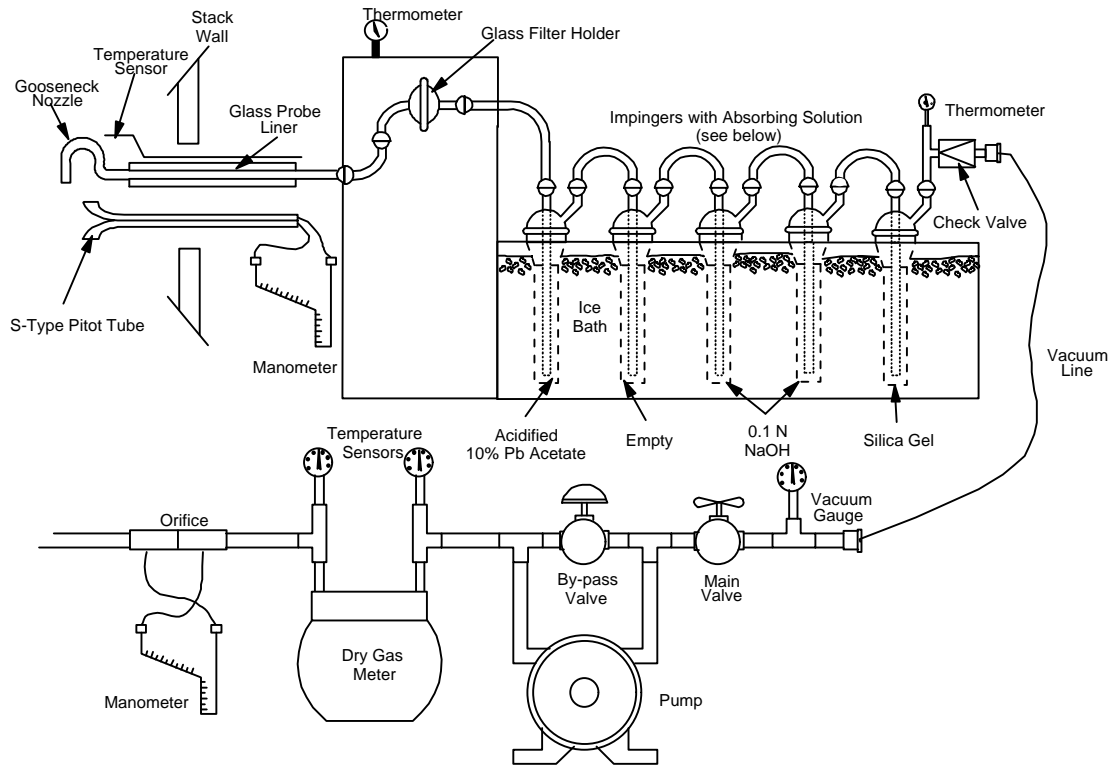 Thermometer
Stack
Wall
Glass Filter Holder
Temperature
Sensor
Gooseneck
Nozzle
Glass Probe
Liner
Impingers with Absorbing Solution
(see below)
Thermometer
Check Valve
S-Type Pitot Tube
Manometer
Ice
Bath
Vacuum
Line
Acidified
10% Pb Acetate
Empty
0.1 N
NaOH
Silica Gel
Temperature
Sensors
Vacuum
Gauge
Orifice
By-pass
Valve
Main
Valve
Dry Gas
Meter
Manometer
Pump